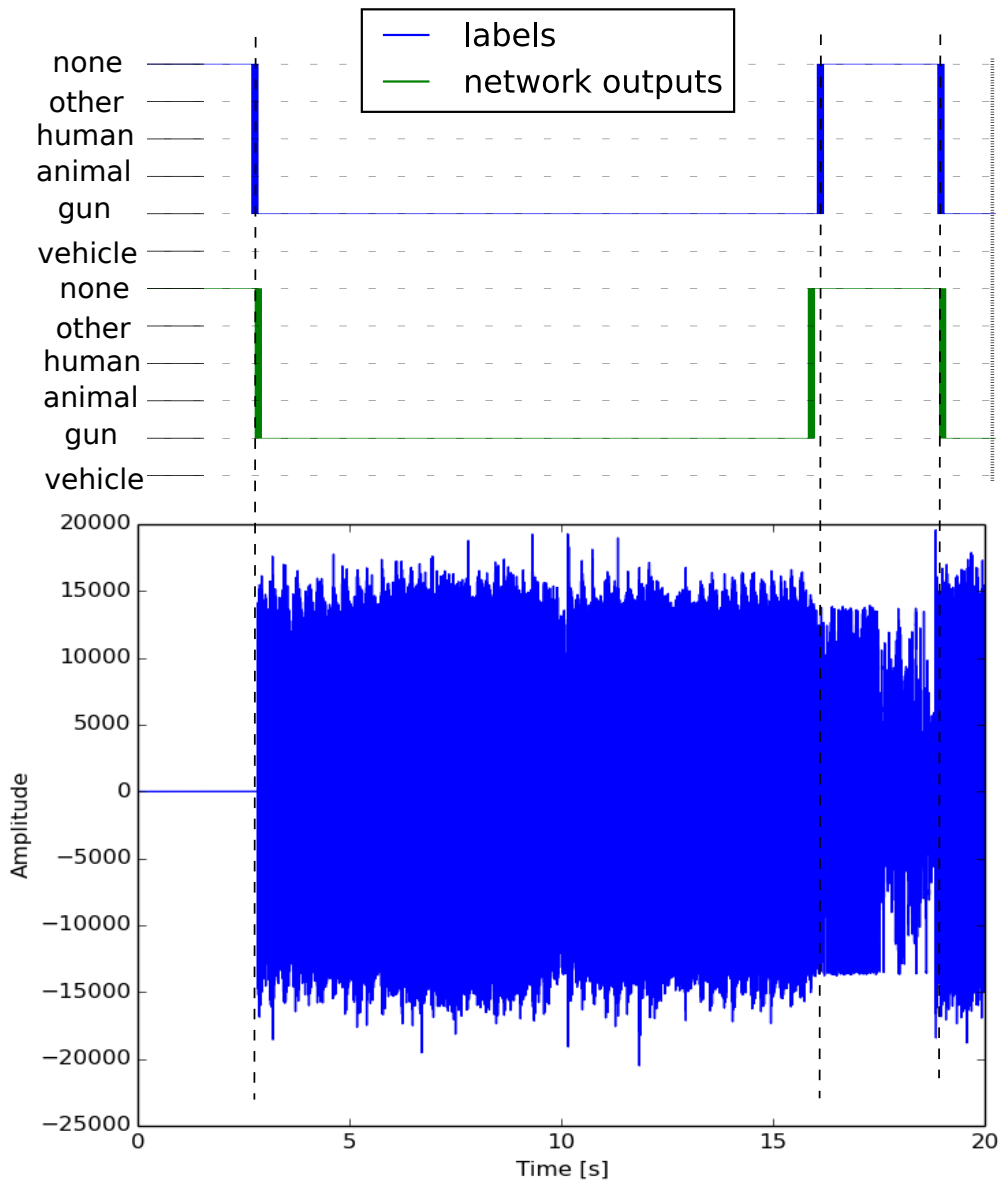 labels
network outputs
none
other
human
animal
gun
vehicle
none
other
human
animal
gun
vehicle
20000
15000
10000
5000
0
−5000
−10000
−15000
−20000
−25000
Amplitude
0 5 10 15 20
Time [s]